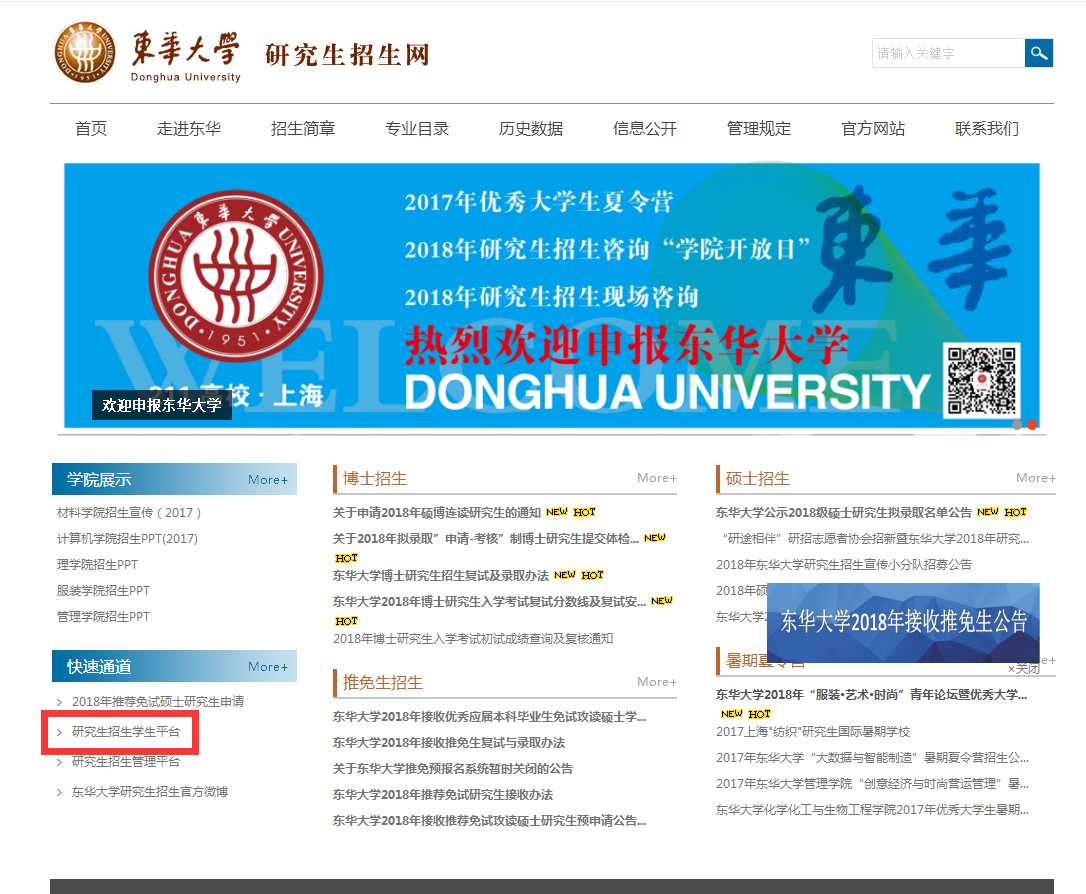 東華大學
Donghua University
研究生招生网
请输入关键字
首页 走进东华 招生简章 专业目录 历史数据 信息公开 管理规定 官方网站 联系我们
東華大學 DONGHUA UNIVERSITY
·1951·
2017年优秀大学生夏令营
2018年研究生招生咨询“学院开放日”
2018年研究生招生现场咨询
WELCOME
热烈欢迎申报东华大学
DONGHUA UNIVERSITY
東華
211高校·上海
欢迎申报东华大学
学院展示 More+
材料学院招生宣传（2017）
计算机学院招生PPT(2017)
理学院招生PPT
服装学院招生PPT
管理学院招生PPT
快速通道 More+
> 2018年推荐免试硕士研究生申请
> 研究生招生学生平台
> 研究生招生管理平台
> 东华大学研究生招生官方微博
博士招生 More+
关于申请2018年硕博连读研究生的通知 NEW HOT
关于2018年拟录取”申请-考核”制博士研究生提交体检... NEW
HOT
东华大学博士研究生招生复试及录取办法 NEW HOT
东华大学2018年博士研究生入学考试复试分数线及复试安... NEW
HOT
2018年博士研究生入学考试初试成绩查询及复核通知
推免生招生 More+
东华大学2018年接收优秀应届本科毕业生免试攻读硕士学...
东华大学2018年接收推免生复试与录取办法
关于东华大学推免预报名系统暂时关闭的公告
东华大学2018年推荐免试研究生接收办法
东华大学2018年接收推荐免试攻读硕士研究生预申请公告...
硕士招生 More+
东华大学公示2018级硕士研究生拟录取名单公告 NEW HOT
“研途相伴”研招志愿者协会招新暨东华大学2018年研究...
2018年东华大学研究生招生宣传小分队招募公告
2018年硕
东华大学2
东华大学2018年接收推免生公告
×关闭
暑期夏令营
东华大学2018年“服装·艺术·时尚”青年论坛暨优秀大学...
NEW HOT
2017上海"纺织"研究生国际暑期学校
2017年东华大学“大数据与智能制造”暑期夏令营招生公...
2017年东华大学管理学院“创意经济与时尚营运管理”暑...
东华大学化学化工与生物工程学院2017年优秀大学生暑期...